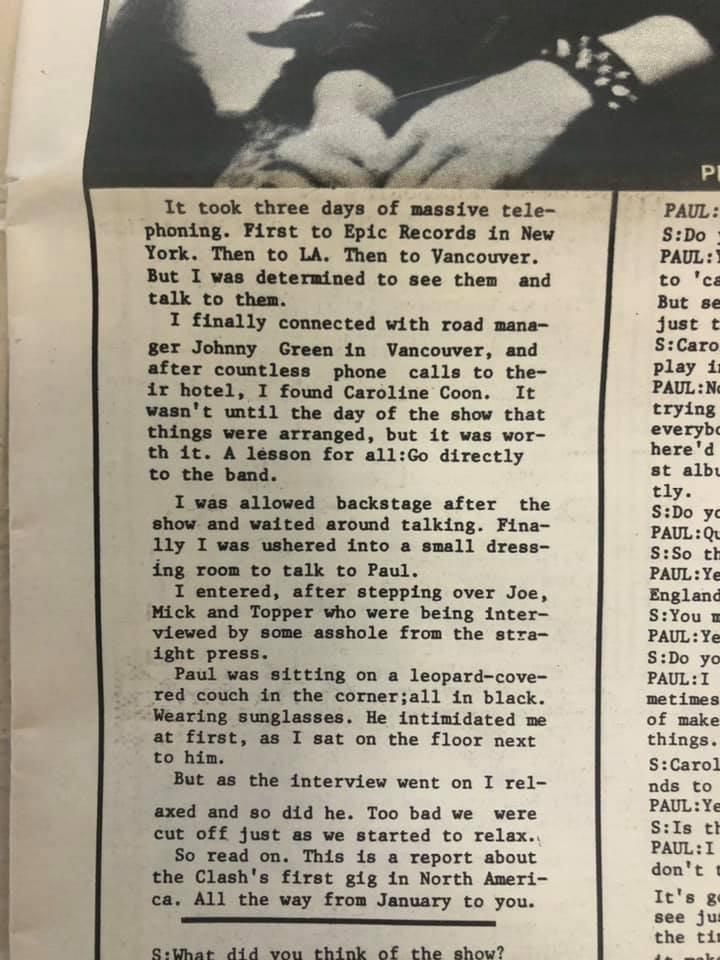 It took three days of massive tele-
phoning. First to Epic Records in New
York. Then to LA. Then to Vancouver.
But I was determined to see them and
talk to them.
I finally connected with road mana-
ger Johnny Green in Vancouver, and
after countless phone calls to the-
ir hotel, I found Caroline Coon. It
wasn't until the day of the show that
things were arranged, but it was wor-
th it. A lesson for all:Go directly
to the band.
I was allowed backstage after the
show and waited around talking. Fina-
lly I was ushered into a small dress-
ing room to talk to Paul.
I entered, after stepping over Joe,
Mick and Topper who were being inter-
viewed by some asshole from the stra-
ight press.
Paul was sitting on a leopard-cove-
red couch in the corner;all in black.
Wearing sunglasses. He intimidated me
at first, as I sat on the floor next
to him.
But as the interview went on I rel-
axed and so did he. Too bad we were
cut off just as we started to relax.
So read on. This is a report about
the Clash's first gig in North Ameri-
ca. All the way from January to you.
S:What did you think of the show?
PAUL:
S:Do
PAUL:
to
But
just
S:
play
PAUL:
trying
here'd
st
tly.
S:Do
PAUL:
S:So
PAUL:
England
S:You
PAUL:
S:Do
PAUL:I
metimes
of make
things.
S:
nds to
PAUL:
S:Is
PAUL:I
don't
It's
see
the